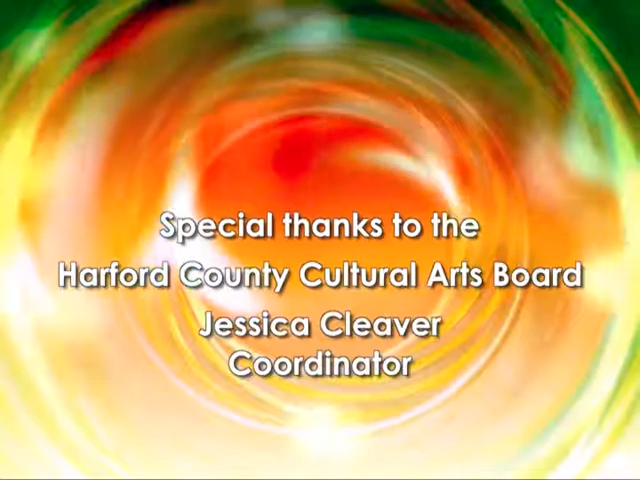 Special thanks to the
Harford County Cultural Arts Board
Jessica Cleaver
Coordinator